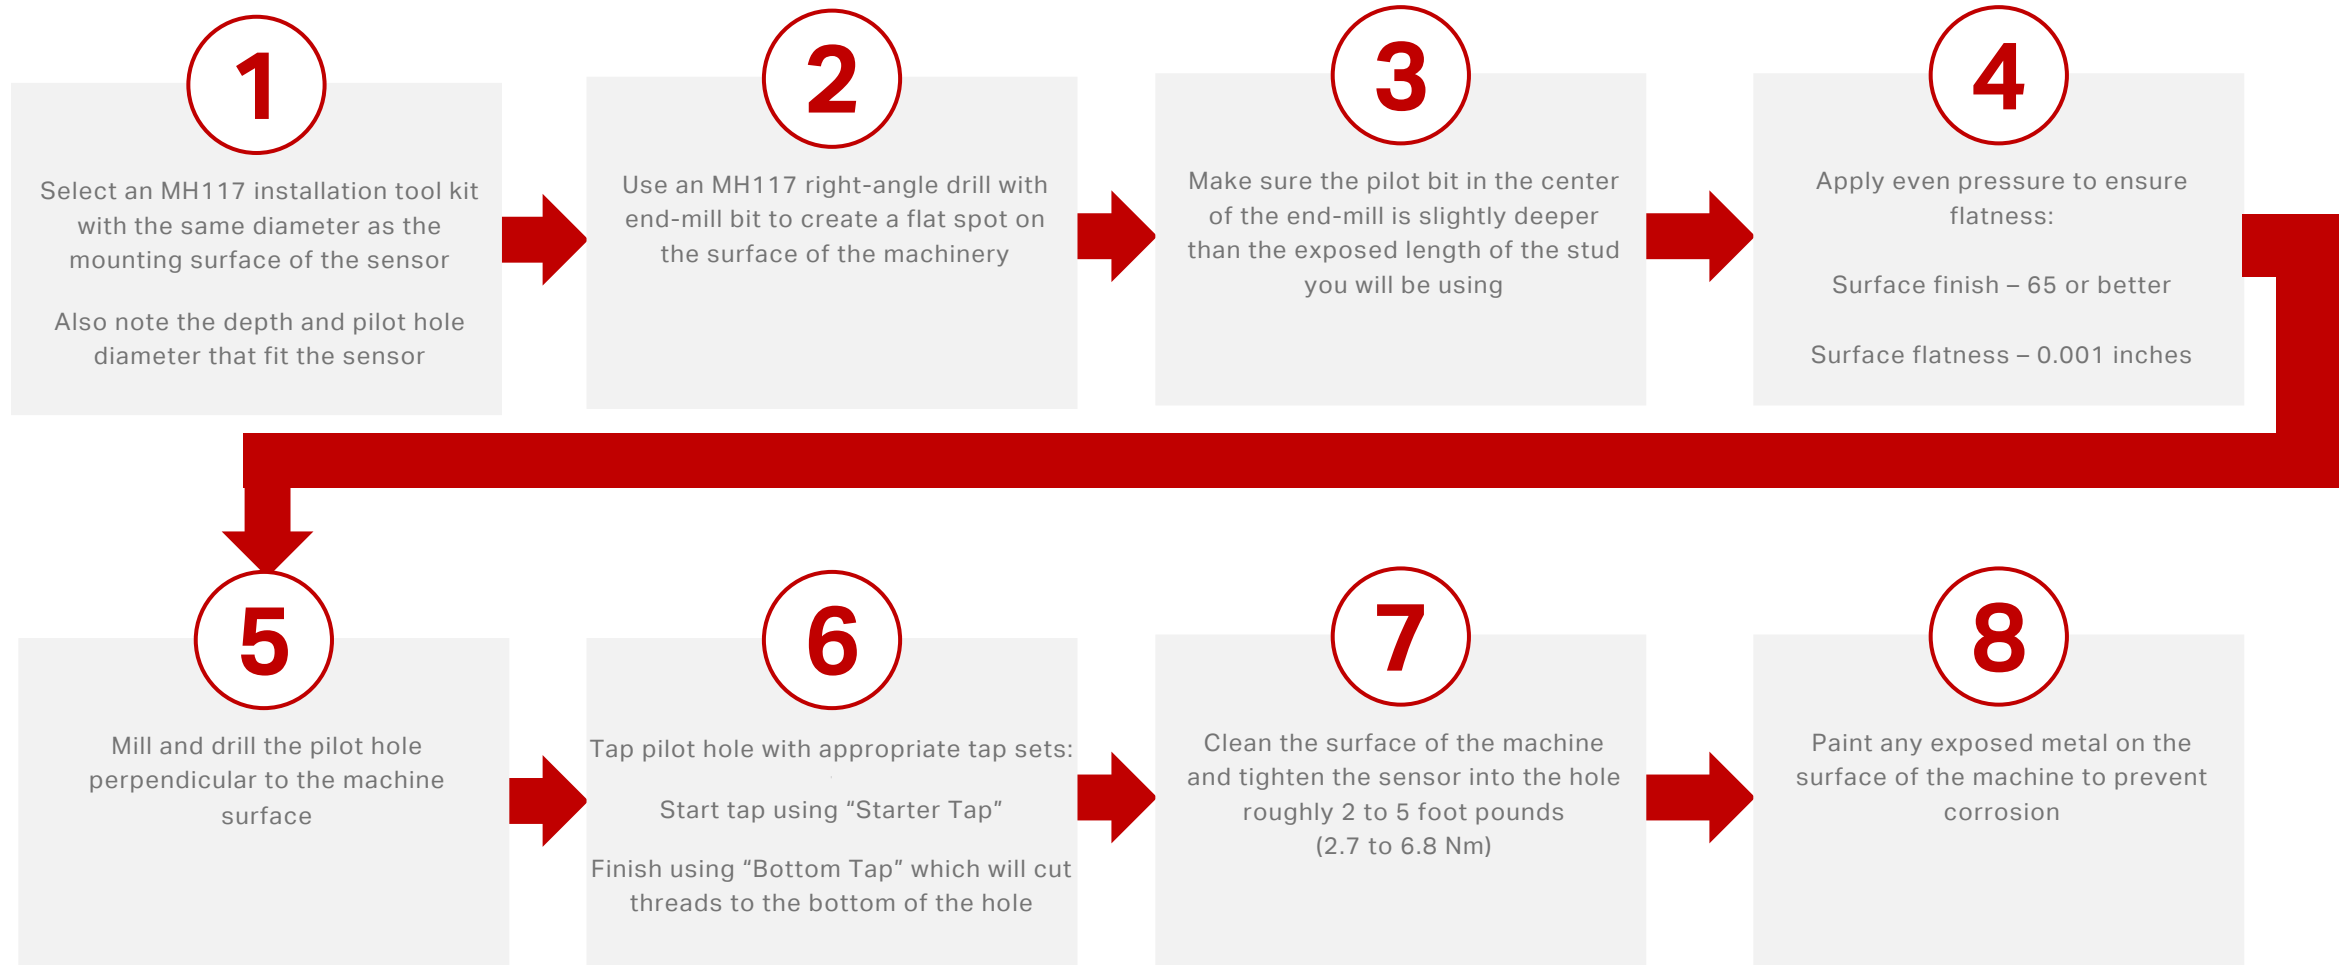 1
Select an MH117 installation tool kit
with the same diameter as the
mounting surface of the sensor
Also note the depth and pilot hole
diameter that fit the sensor
2
Use an MH117 right-angle drill with
end-mill bit to create a flat spot on
the surface of the machinery
3
Make sure the pilot bit in the center
of the end-mill is slightly deeper
than the exposed length of the stud
you will be using
4
Apply even pressure to ensure
flatness:
Surface finish – 65 or better
Surface flatness – 0.001 inches
5
Mill and drill the pilot hole
perpendicular to the machine
surface
6
Tap pilot hole with appropriate tap sets:
Start tap using “Starter Tap”
Finish using “Bottom Tap” which will cut
threads to the bottom of the hole
7
Clean the surface of the machine
and tighten the sensor into the hole
roughly 2 to 5 foot pounds
(2.7 to 6.8 Nm)
8
Paint any exposed metal on the
surface of the machine to prevent
corrosion